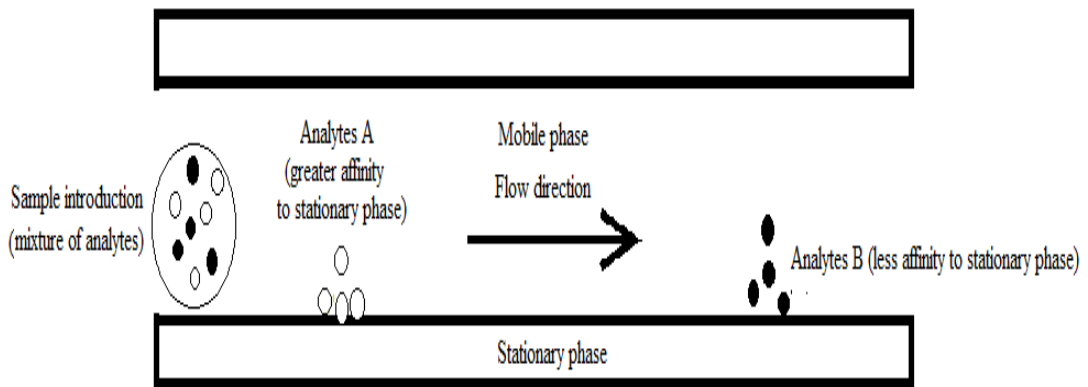 Sample introduction
(mixture of analytes)
Analytes A
(greater affinity
to stationary phase)
Mobile phase
Flow direction
Analytes B (less affinity to stationary phase)
Stationary phase